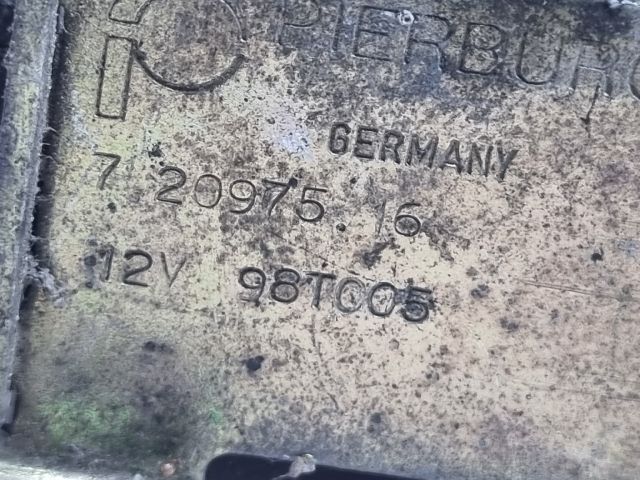 PIERBURG
GERMANY
7 20975.16
12V 98TC05